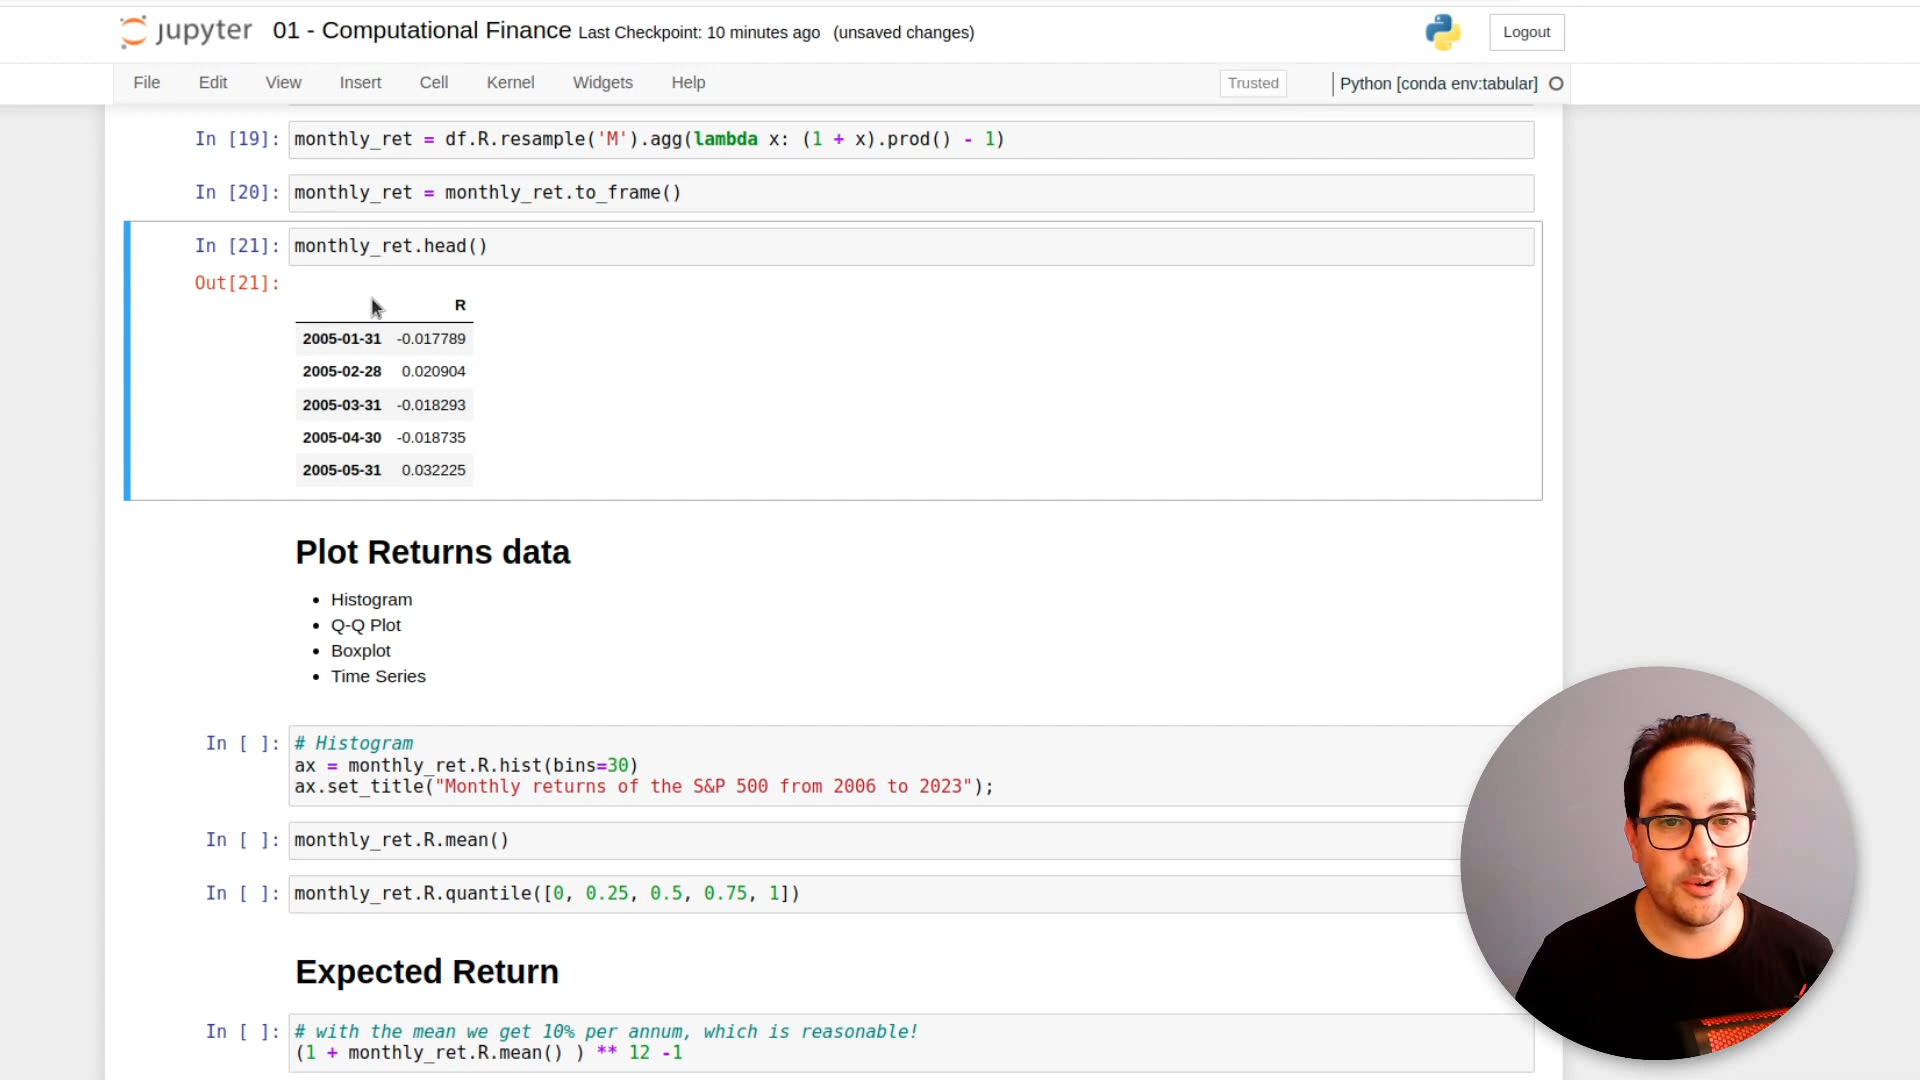 jupyter 01 - Computational Finance Last Checkpoint: 10 minutes ago (unsaved changes) Logout
File Edit View Insert Cell Kernel Widgets Help Trusted Python [conda env:tabular]
In [19]: monthly_ret = df.R.resample('M').agg(lambda x: (1 + x).prod() - 1)
In [20]: monthly_ret = monthly_ret.to_frame()
In [21]: monthly_ret.head()
Out[21]:
R
2005-01-31 -0.017789
2005-02-28 0.020904
2005-03-31 -0.018293
2005-04-30 -0.018735
2005-05-31 0.032225
Plot Returns data
• Histogram
• Q-Q Plot
• Boxplot
• Time Series
In [ ]: # Histogram
ax = monthly_ret.R.hist(bins=30)
ax.set_title("Monthly returns of the S&P 500 from 2006 to 2023");
In [ ]: monthly_ret.R.mean()
In [ ]: monthly_ret.R.quantile([0, 0.25, 0.5, 0.75, 1])
Expected Return
In [ ]: # with the mean we get 10% per annum, which is reasonable!
(1 + monthly_ret.R.mean() ) ** 12 -1